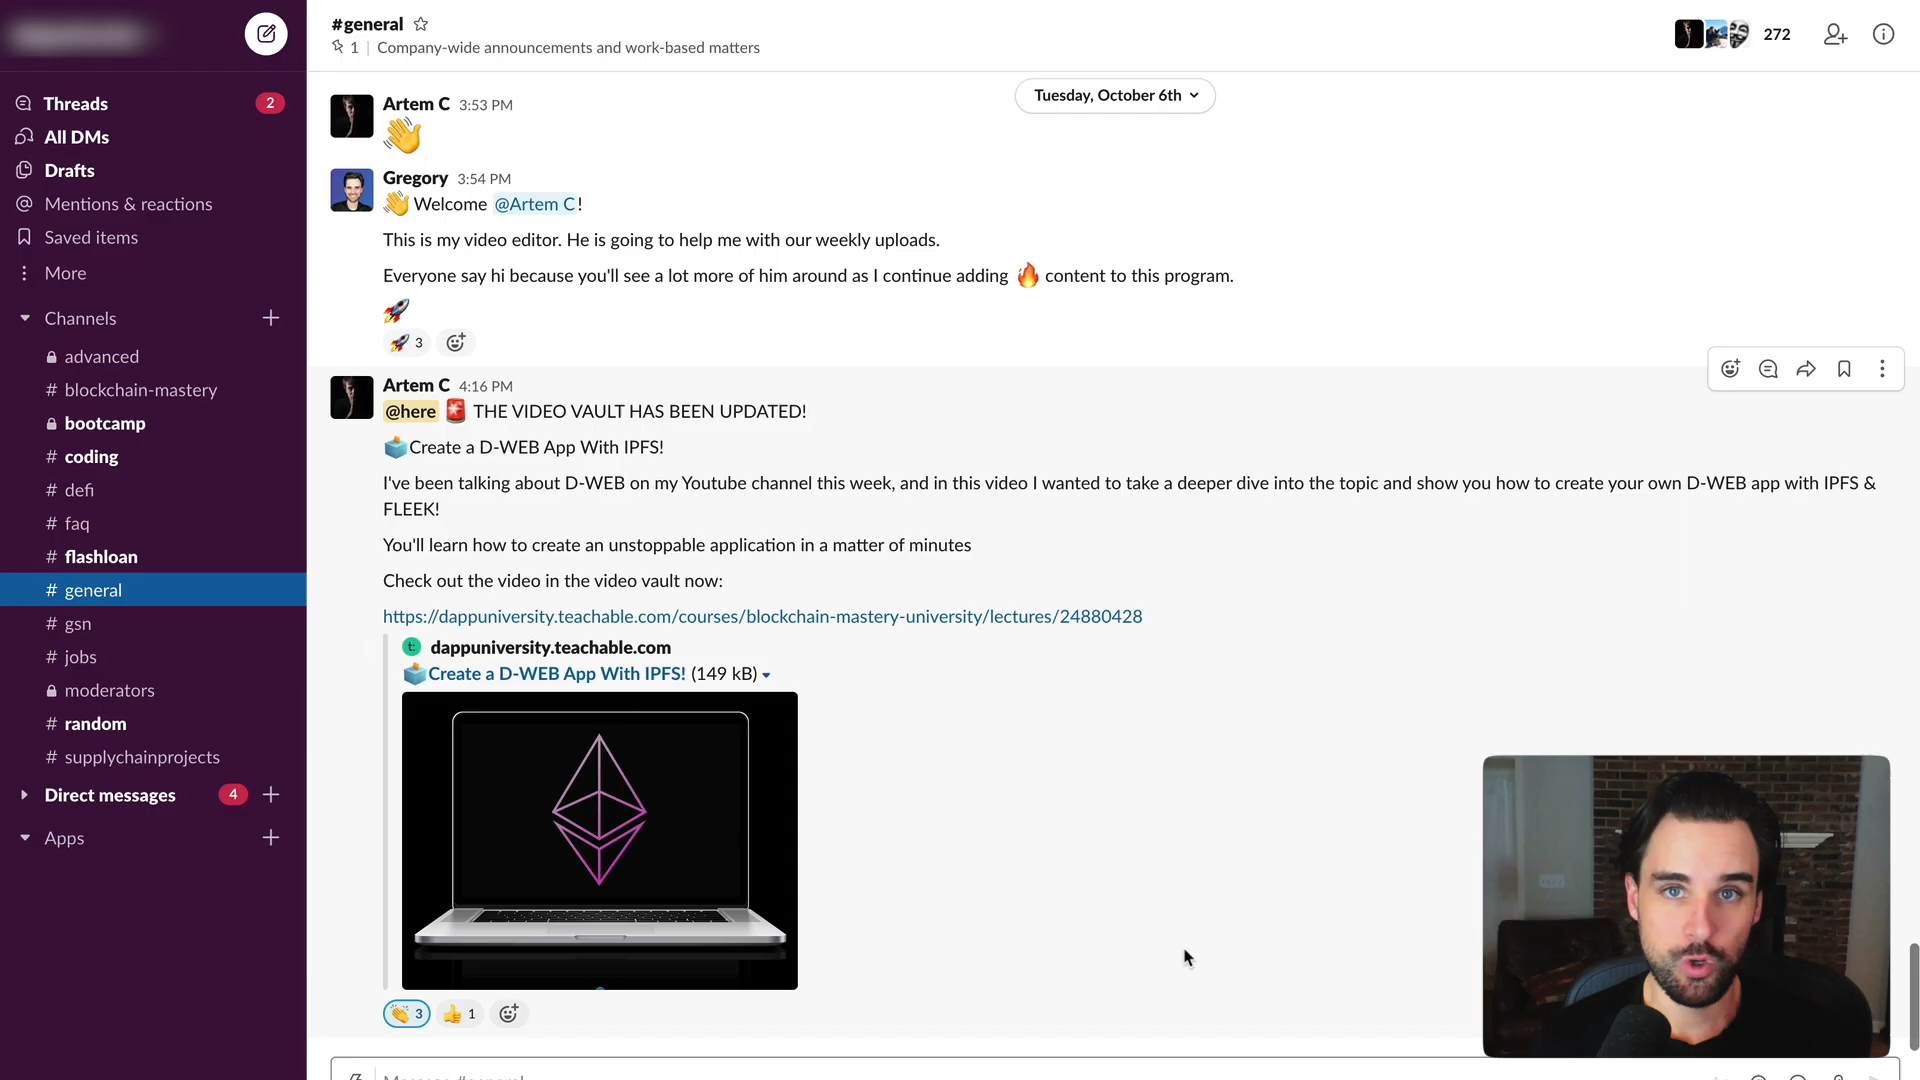 Threads
2
All DMs
Drafts
Mentions & reactions
Saved items
More
Channels
advanced
# blockchain-mastery
bootcamp
# coding
# defi
# faq
# flashloan
# general
# gsn
# jobs
moderators
# random
# supplychainprojects
Direct messages
4
Apps
#general
1 | Company-wide announcements and work-based matters
272
Tuesday, October 6th
Artem C 3:53 PM
Gregory 3:54 PM
Welcome @Artem C!
This is my video editor. He is going to help me with our weekly uploads.
Everyone say hi because you'll see a lot more of him around as I continue adding content to this program.
3
Artem C 4:16 PM
@here THE VIDEO VAULT HAS BEEN UPDATED!
Create a D-WEB App With IPFS!
I've been talking about D-WEB on my Youtube channel this week, and in this video I wanted to take a deeper dive into the topic and show you how to create your own D-WEB app with IPFS &
FLEEK!
You'll learn how to create an unstoppable application in a matter of minutes
Check out the video in the video vault now:
https://dappuniversity.teachable.com/courses/blockchain-mastery-university/lectures/24880428
t: dappuniversity.teachable.com
Create a D-WEB App With IPFS! (149 kB)
3
1
Message #general